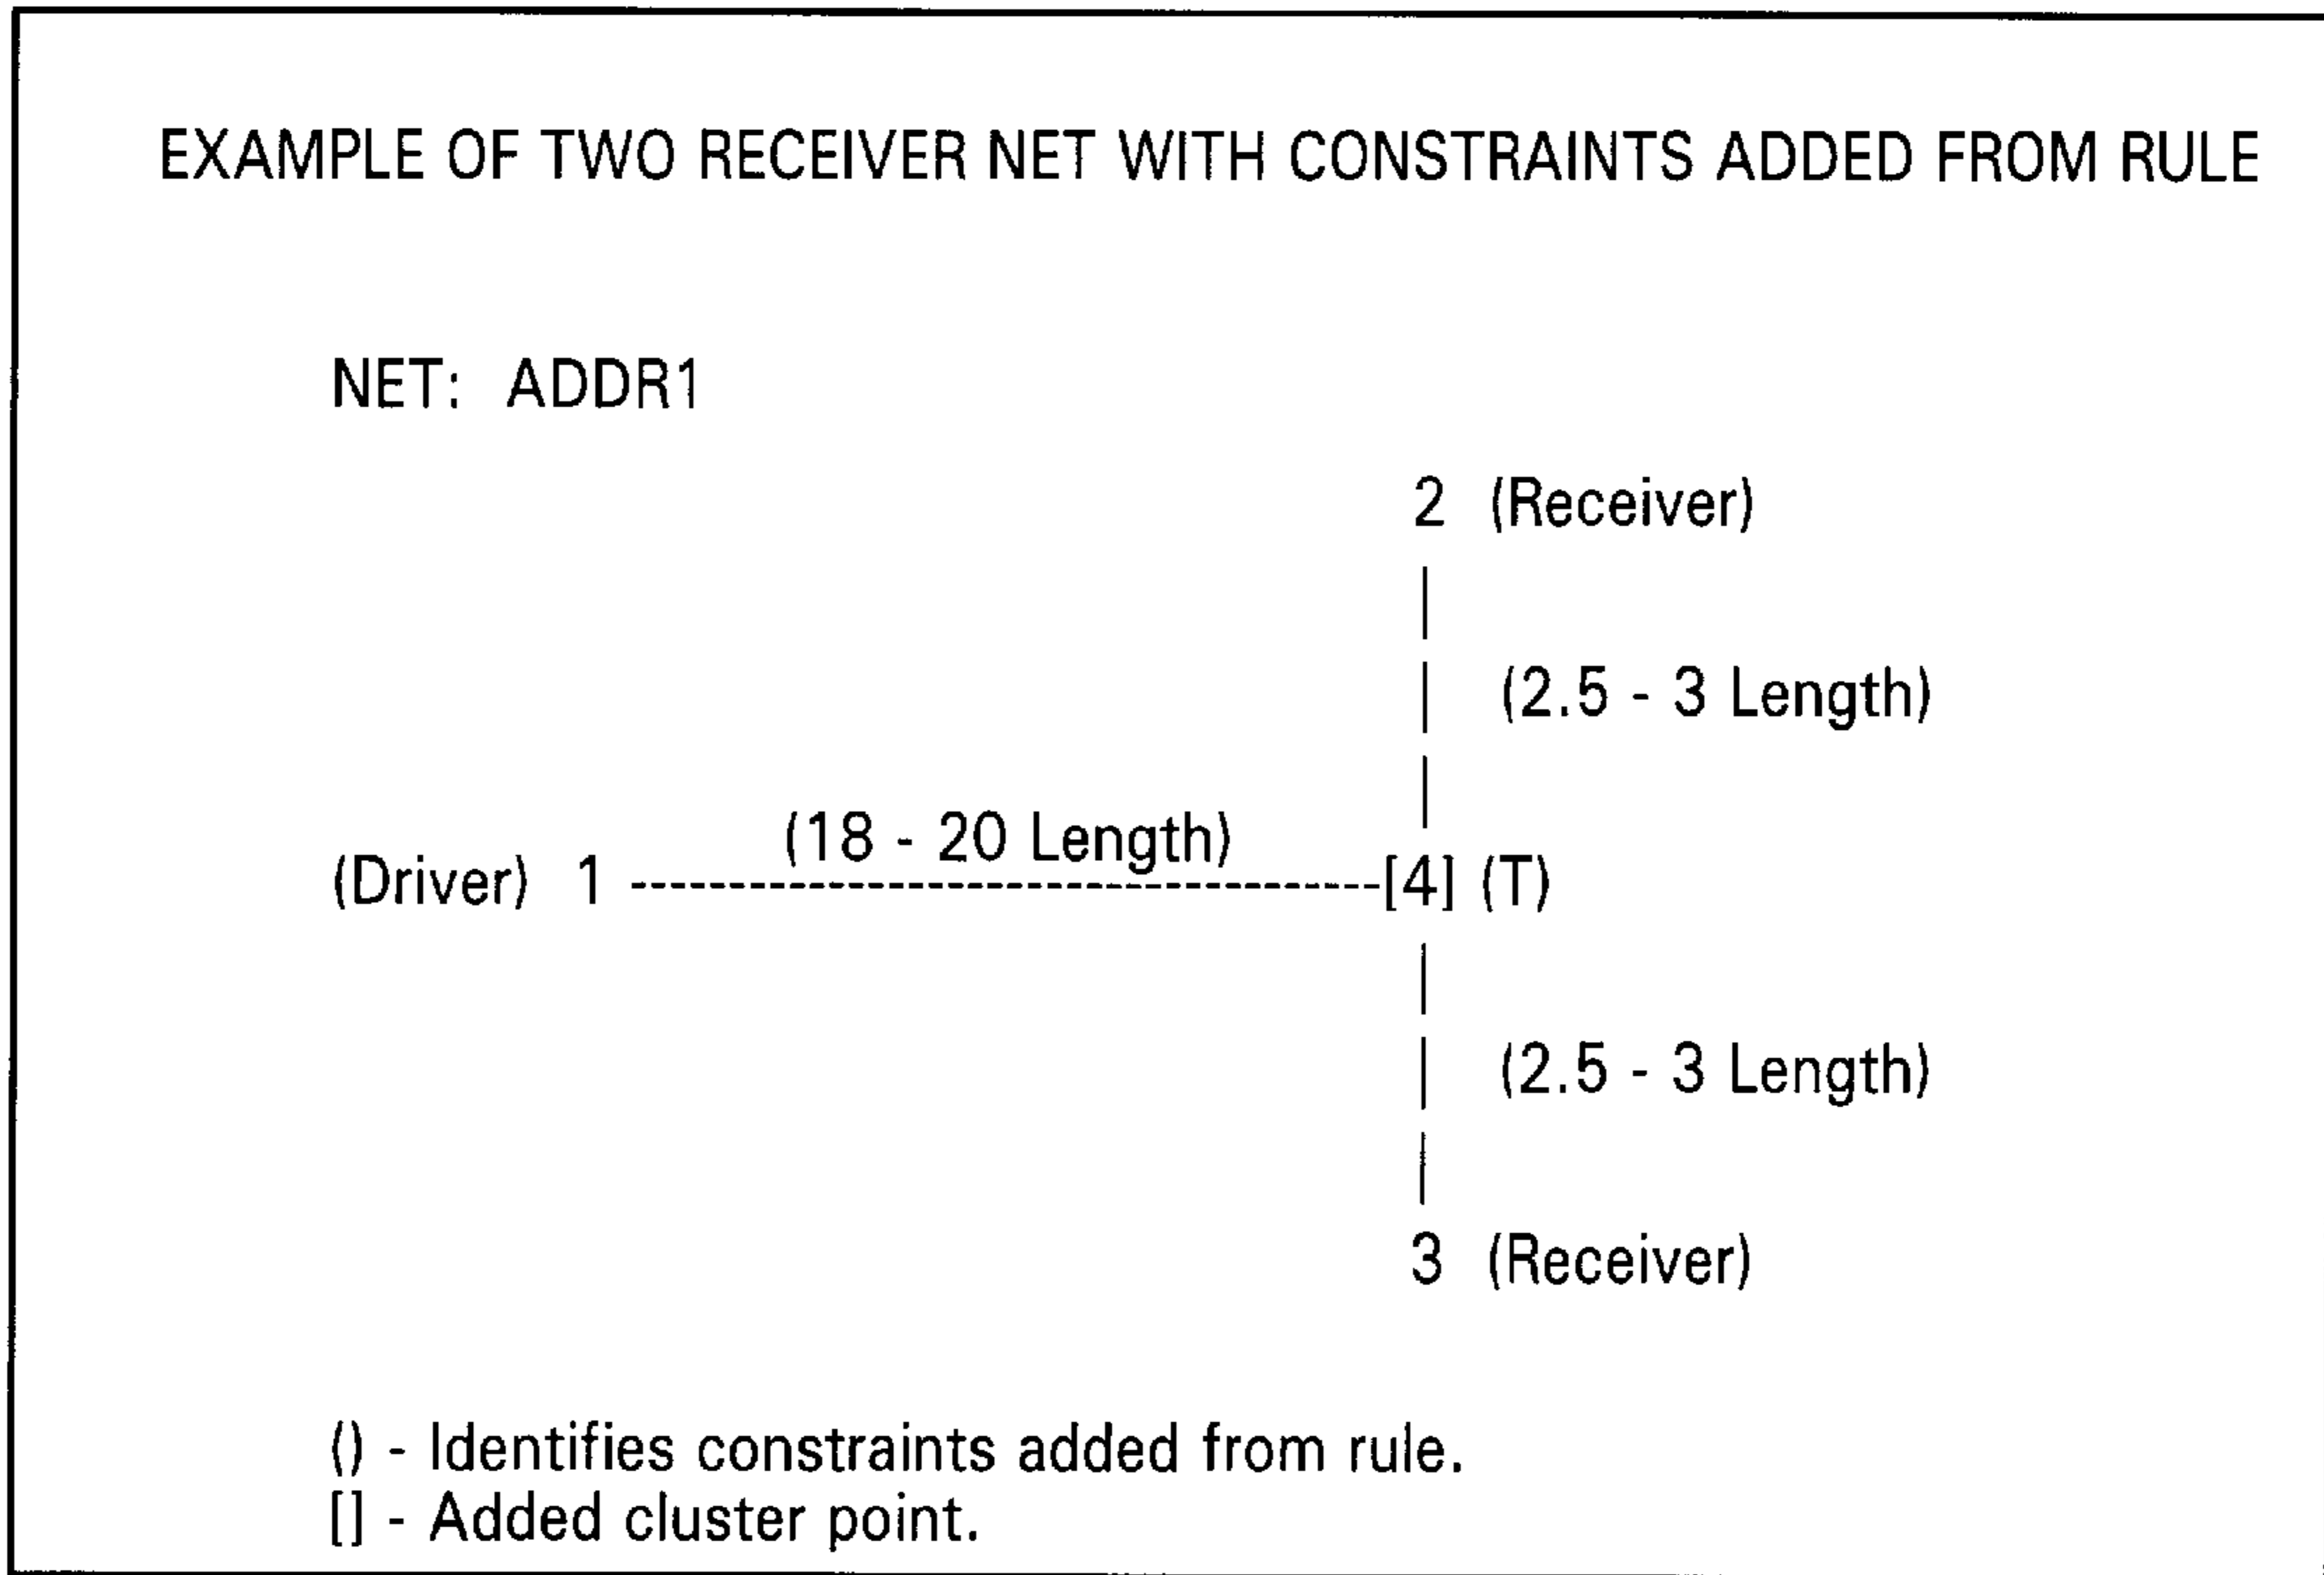 EXAMPLE OF TWO RECEIVER NET WITH CONSTRAINTS ADDED FROM RULE
NET: ADDR1
2 (Receiver)
(2.5 - 3 Length)
(18 - 20 Length)
(Driver) 1 --------------------------------[4] (T)
(2.5 - 3 Length)
3 (Receiver)
() - Identifies constraints added from rule.
[] - Added cluster point.